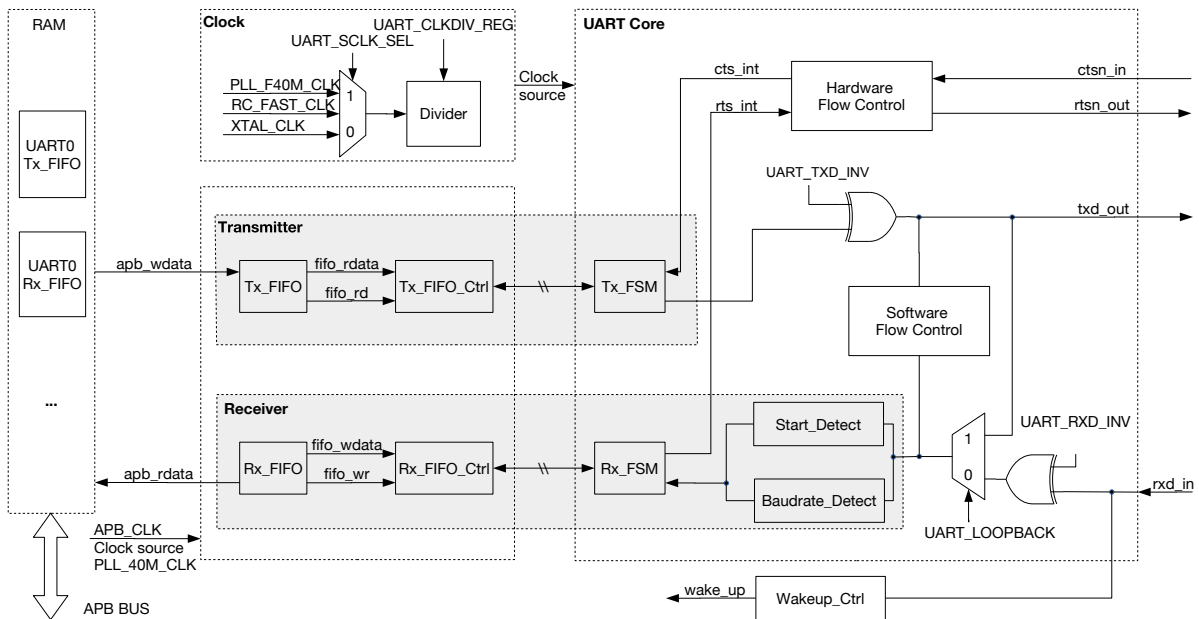 RAM
UART0
Tx_FIFO
UART0
Rx_FIFO
...
APB BUS
Clock
UART_CLKDIV_REG
UART_SCLK_SEL
PLL_F40M_CLK
RC_FAST_CLK
XTAL_CLK
1
0
Divider
Clock
source
UART Core
cts_int
rts_int
Hardware
Flow Control
ctsn_in
rtsn_out
UART_TXD_INV
txd_out
Transmitter
apb_wdata
Tx_FIFO
fifo_rdata
fifo_rd
Tx_FIFO_Ctrl
\\
Tx_FSM
Software
Flow Control
Receiver
apb_rdata
Rx_FIFO
fifo_wdata
fifo_wr
Rx_FIFO_Ctrl
\\
Rx_FSM
Start_Detect
Baudrate_Detect
1
0
UART_RXD_INV
rxd_in
UART_LOOPBACK
APB_CLK
Clock source
PLL_40M_CLK
wake_up
Wakeup_Ctrl